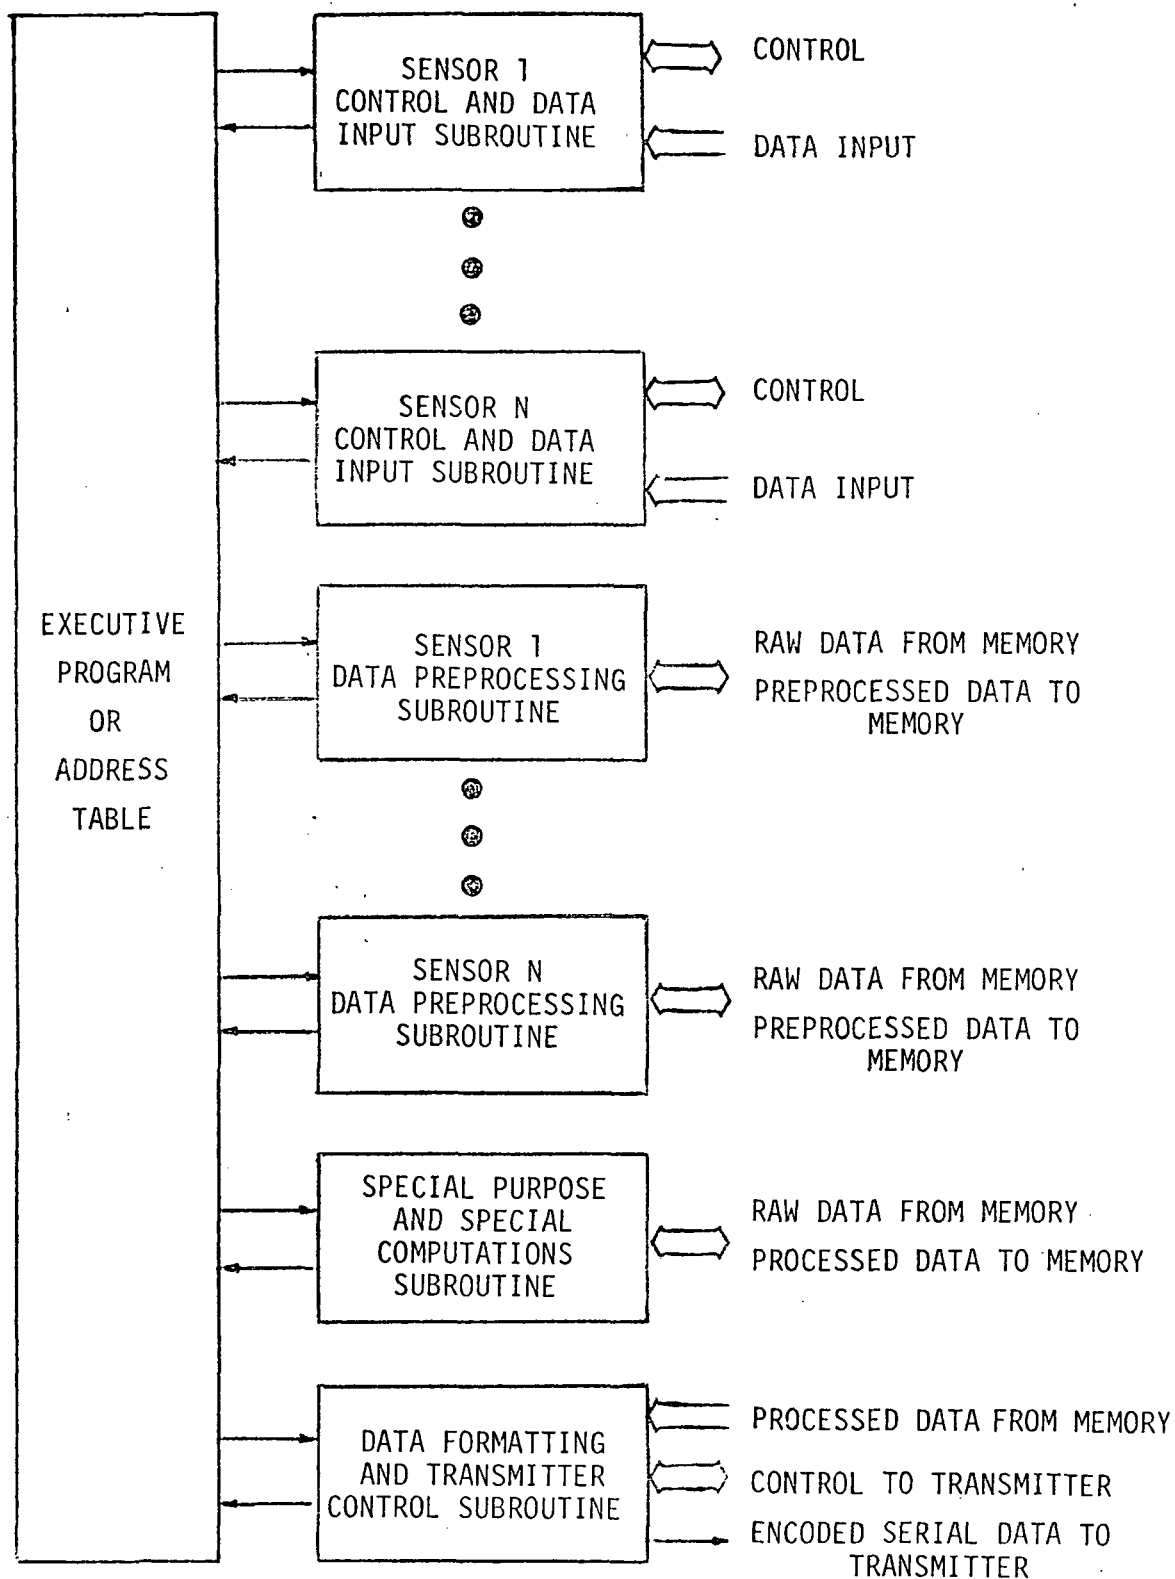 SENSOR 1
CONTROL AND DATA
INPUT SUBROUTINE
CONTROL
DATA INPUT
SENSOR N
CONTROL AND DATA
INPUT SUBROUTINE
CONTROL
DATA INPUT
EXECUTIVE
PROGRAM
OR
ADDRESS
TABLE
SENSOR 1
DATA PREPROCESSING
SUBROUTINE
RAW DATA FROM MEMORY
PREPROCESSED DATA TO
MEMORY
SENSOR N
DATA PREPROCESSING
SUBROUTINE
RAW DATA FROM MEMORY
PREPROCESSED DATA TO
MEMORY
SPECIAL PURPOSE
AND SPECIAL
COMPUTATIONS
SUBROUTINE
RAW DATA FROM MEMORY
PROCESSED DATA TO MEMORY
DATA FORMATTING
AND TRANSMITTER
CONTROL SUBROUTINE
PROCESSED DATA FROM MEMORY
CONTROL TO TRANSMITTER
ENCODED SERIAL DATA TO
TRANSMITTER